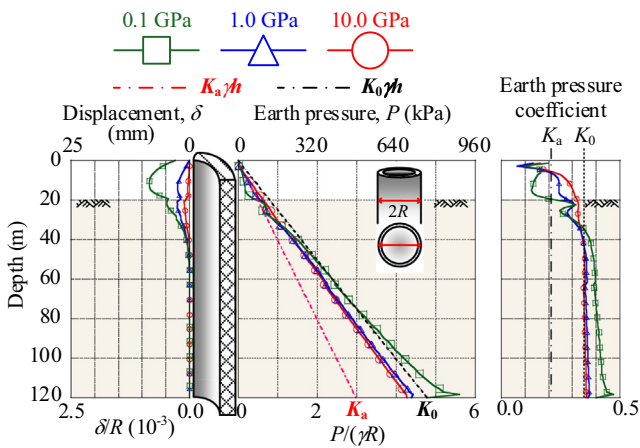 0.1 GPa 1.0 GPa 10.0 GPa
Kₐγh K₀γh
Displacement, δ (mm)
Earth pressure, P (kPa)
Earth pressure coefficient
25 0
0 320 640 960
Kₐ K₀
Depth (m)
0
20
40
60
80
100
120
2R
Kₐ K₀
2.5 0.0
0 2 4 6
0.0 0.5
δ/R (10⁻³)
P/(γR)